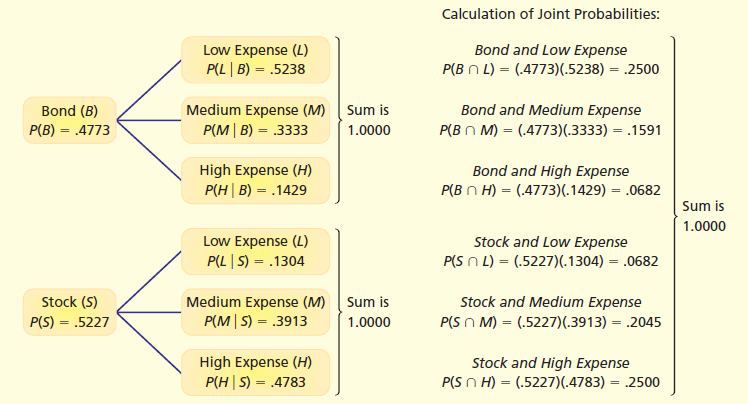 Calculation of Joint Probabilities:
Bond (B)
P(B) = .4773
Low Expense (L)
P(L | B) = .5238
Medium Expense (M)
P(M | B) = .3333
High Expense (H)
P(H | B) = .1429
Sum is
1.0000
Bond and Low Expense
P(B ∩ L) = (.4773)(.5238) = .2500
Bond and Medium Expense
P(B ∩ M) = (.4773)(.3333) = .1591
Bond and High Expense
P(B ∩ H) = (.4773)(.1429) = .0682
Stock (S)
P(S) = .5227
Low Expense (L)
P(L | S) = .1304
Medium Expense (M)
P(M | S) = .3913
High Expense (H)
P(H | S) = .4783
Sum is
1.0000
Stock and Low Expense
P(S ∩ L) = (.5227)(.1304) = .0682
Stock and Medium Expense
P(S ∩ M) = (.5227)(.3913) = .2045
Stock and High Expense
P(S ∩ H) = (.5227)(.4783) = .2500
Sum is
1.0000